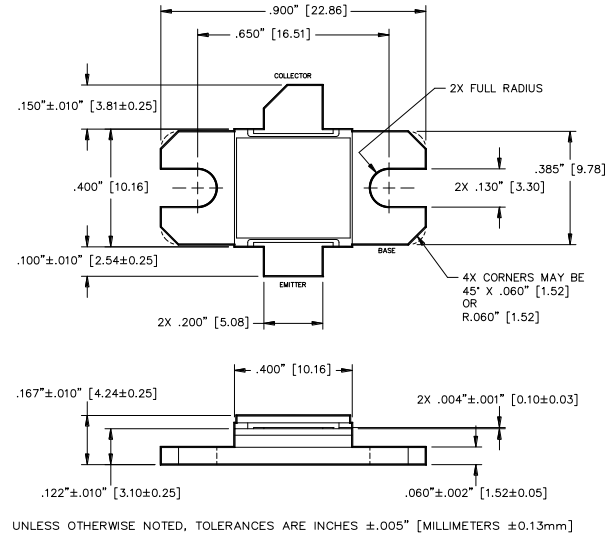 .900" [22.86]
.650" [16.51]
COLLECTOR
2X FULL RADIUS
.150"±.010" [3.81±0.25]
.385" [9.78]
.400" [10.16]
2X .130" [3.30]
.100"±.010" [2.54±0.25]
BASE
EMITTER
4X CORNERS MAY BE
45° X .060" [1.52]
OR
R.060" [1.52]
2X .200" [5.08]
.400" [10.16]
.167"±.010" [4.24±0.25]
2X .004"±.001" [0.10±0.03]
.122"±.010" [3.10±0.25]
.060"±.002" [1.52±0.05]
UNLESS OTHERWISE NOTED, TOLERANCES ARE INCHES ±.005" [MILLIMETERS ±0.13mm]